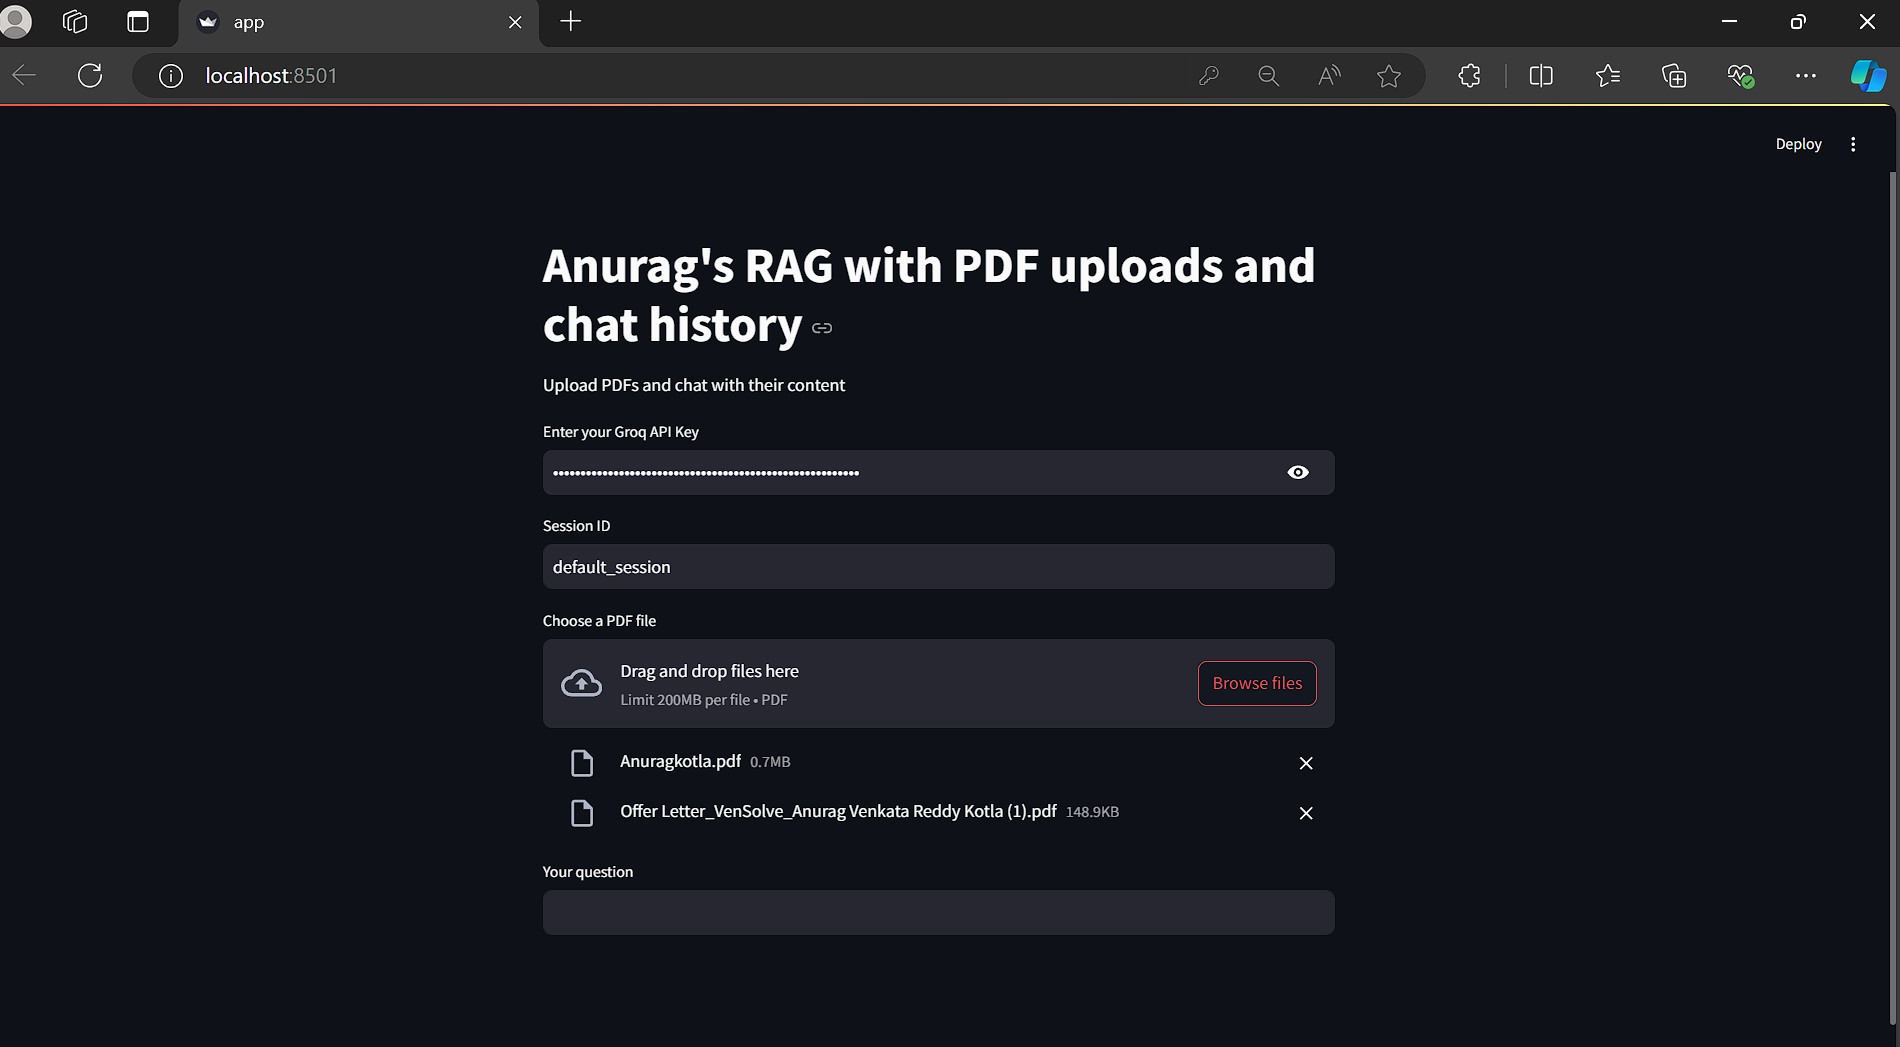 app
localhost:8501
Deploy
Anurag's RAG with PDF uploads and
chat history
Upload PDFs and chat with their content
Enter your Groq API Key
Session ID
default_session
Choose a PDF file
Drag and drop files here
Limit 200MB per file • PDF
Browse files
Anuragkotla.pdf 0.7MB
Offer Letter_VenSolve_Anurag Venkata Reddy Kotla (1).pdf 148.9KB
Your question